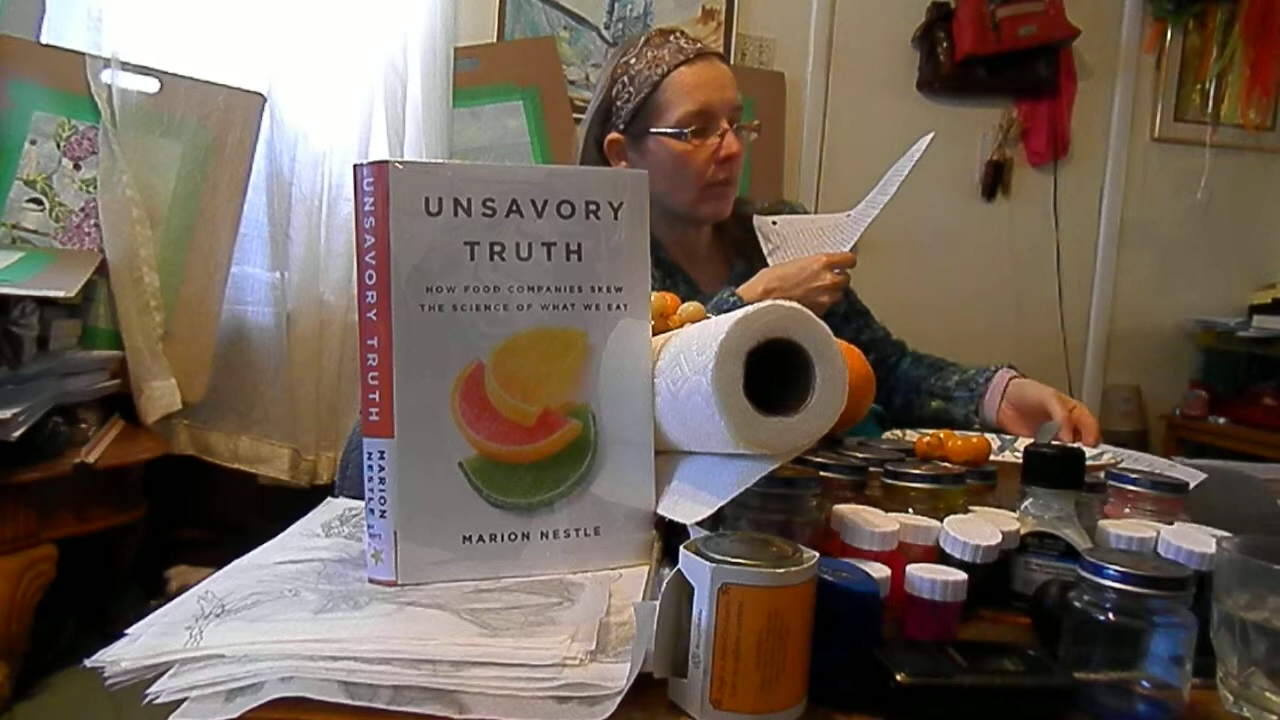 UNSAVORY
TRUTH
HOW FOOD COMPANIES SKEW
THE SCIENCE OF WHAT WE EAT
MARION NESTLE
UNSAVORY TRUTH
MARION
NESTLE